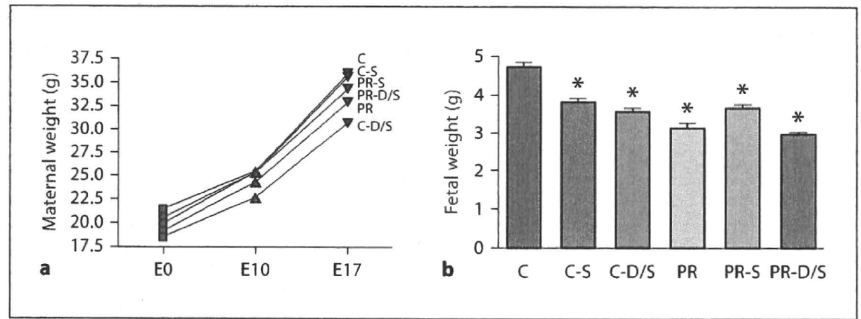 Maternal weight (g)
37.5
35.0
32.5
30.0
27.5
25.0
22.5
20.0
17.5
C
C-S
PR-S
PR-D/S
PR
C-D/S
a
E0
E10
E17
Fetal weight (g)
5
4
3
2
1
0
*
*
*
*
*
b
C
C-S
C-D/S
PR
PR-S
PR-D/S